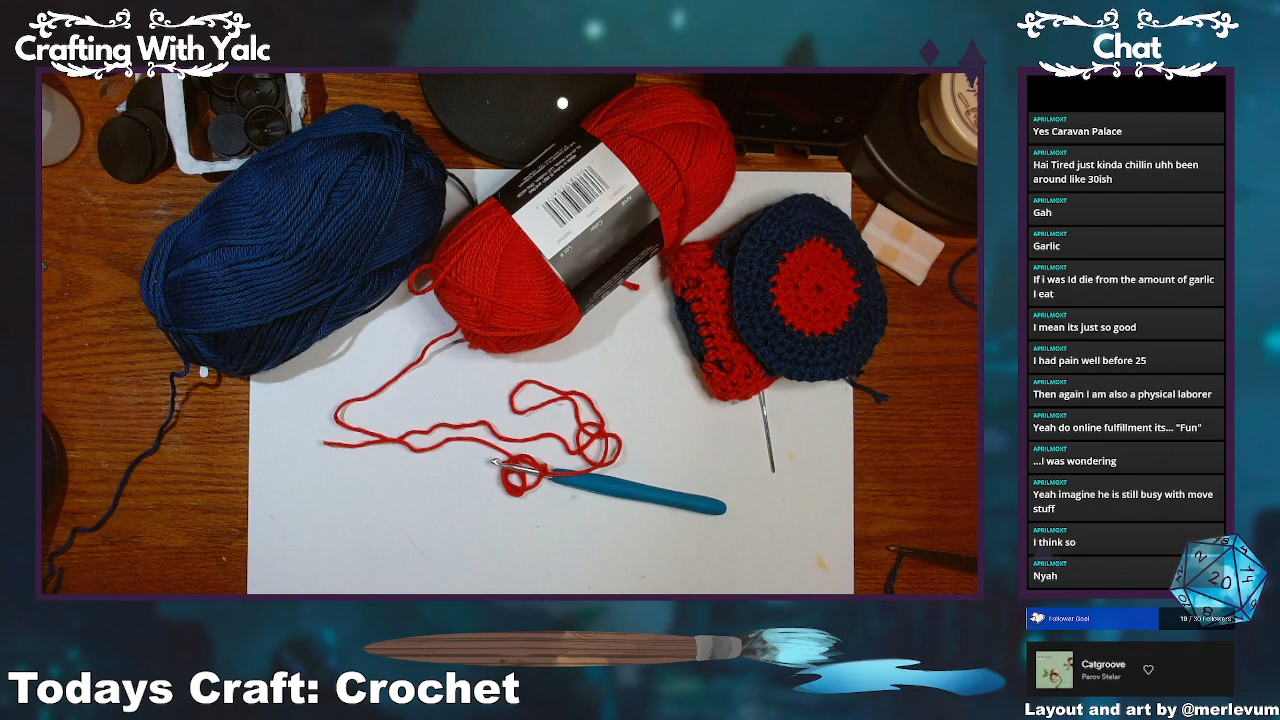 Crafting With Yalc
Chat
APRILMOXT
Yes Caravan Palace
APRILMOXT
Hai Tired just kinda chillin uhh been
around like 30ish
APRILMOXT
Gah
APRILMOXT
Garlic
APRILMOXT
If i was Id die from the amount of garlic
I eat
APRILMOXT
I mean its just so good
APRILMOXT
I had pain well before 25
APRILMOXT
Then again I am also a physical laborer
APRILMOXT
Yeah do online fulfillment its... "Fun"
APRILMOXT
...I was wondering
APRILMOXT
Yeah imagine he is still busy with move
stuff
APRILMOXT
I think so
APRILMOXT
Nyah
20
Follower Goal
19 / 30 Followers
Catgroove
Parov Stelar
Todays Craft: Crochet
Layout and art by @merlevum